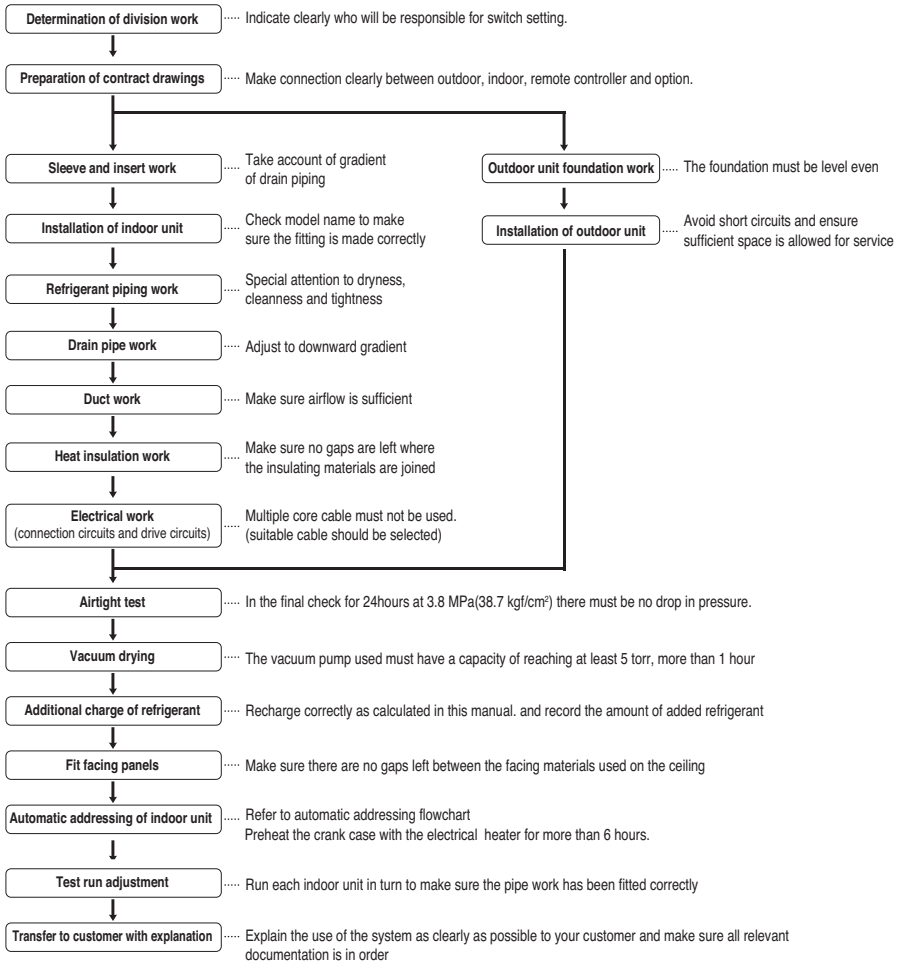 Determination of division work ····· Indicate clearly who will be responsible for switch setting.
Preparation of contract drawings ····· Make connection clearly between outdoor, indoor, remote controller and option.
Sleeve and insert work ····· Take account of gradient
of drain piping
Outdoor unit foundation work ····· The foundation must be level even
Installation of indoor unit ····· Check model name to make
sure the fitting is made correctly
Installation of outdoor unit ····· Avoid short circuits and ensure
sufficient space is allowed for service
Refrigerant piping work ····· Special attention to dryness,
cleanness and tightness
Drain pipe work ····· Adjust to downward gradient
Duct work ····· Make sure airflow is sufficient
Heat insulation work ····· Make sure no gaps are left where
the insulating materials are joined
Electrical work
(connection circuits and drive circuits) ····· Multiple core cable must not be used.
(suitable cable should be selected)
Airtight test ····· In the final check for 24hours at 3.8 MPa(38.7 kgf/cm²) there must be no drop in pressure.
Vacuum drying ····· The vacuum pump used must have a capacity of reaching at least 5 torr, more than 1 hour
Additional charge of refrigerant ····· Recharge correctly as calculated in this manual. and record the amount of added refrigerant
Fit facing panels ····· Make sure there are no gaps left between the facing materials used on the ceiling
Automatic addressing of indoor unit ····· Refer to automatic addressing flowchart
Preheat the crank case with the electrical heater for more than 6 hours.
Test run adjustment ····· Run each indoor unit in turn to make sure the pipe work has been fitted correctly
Transfer to customer with explanation ····· Explain the use of the system as clearly as possible to your customer and make sure all relevant
documentation is in order